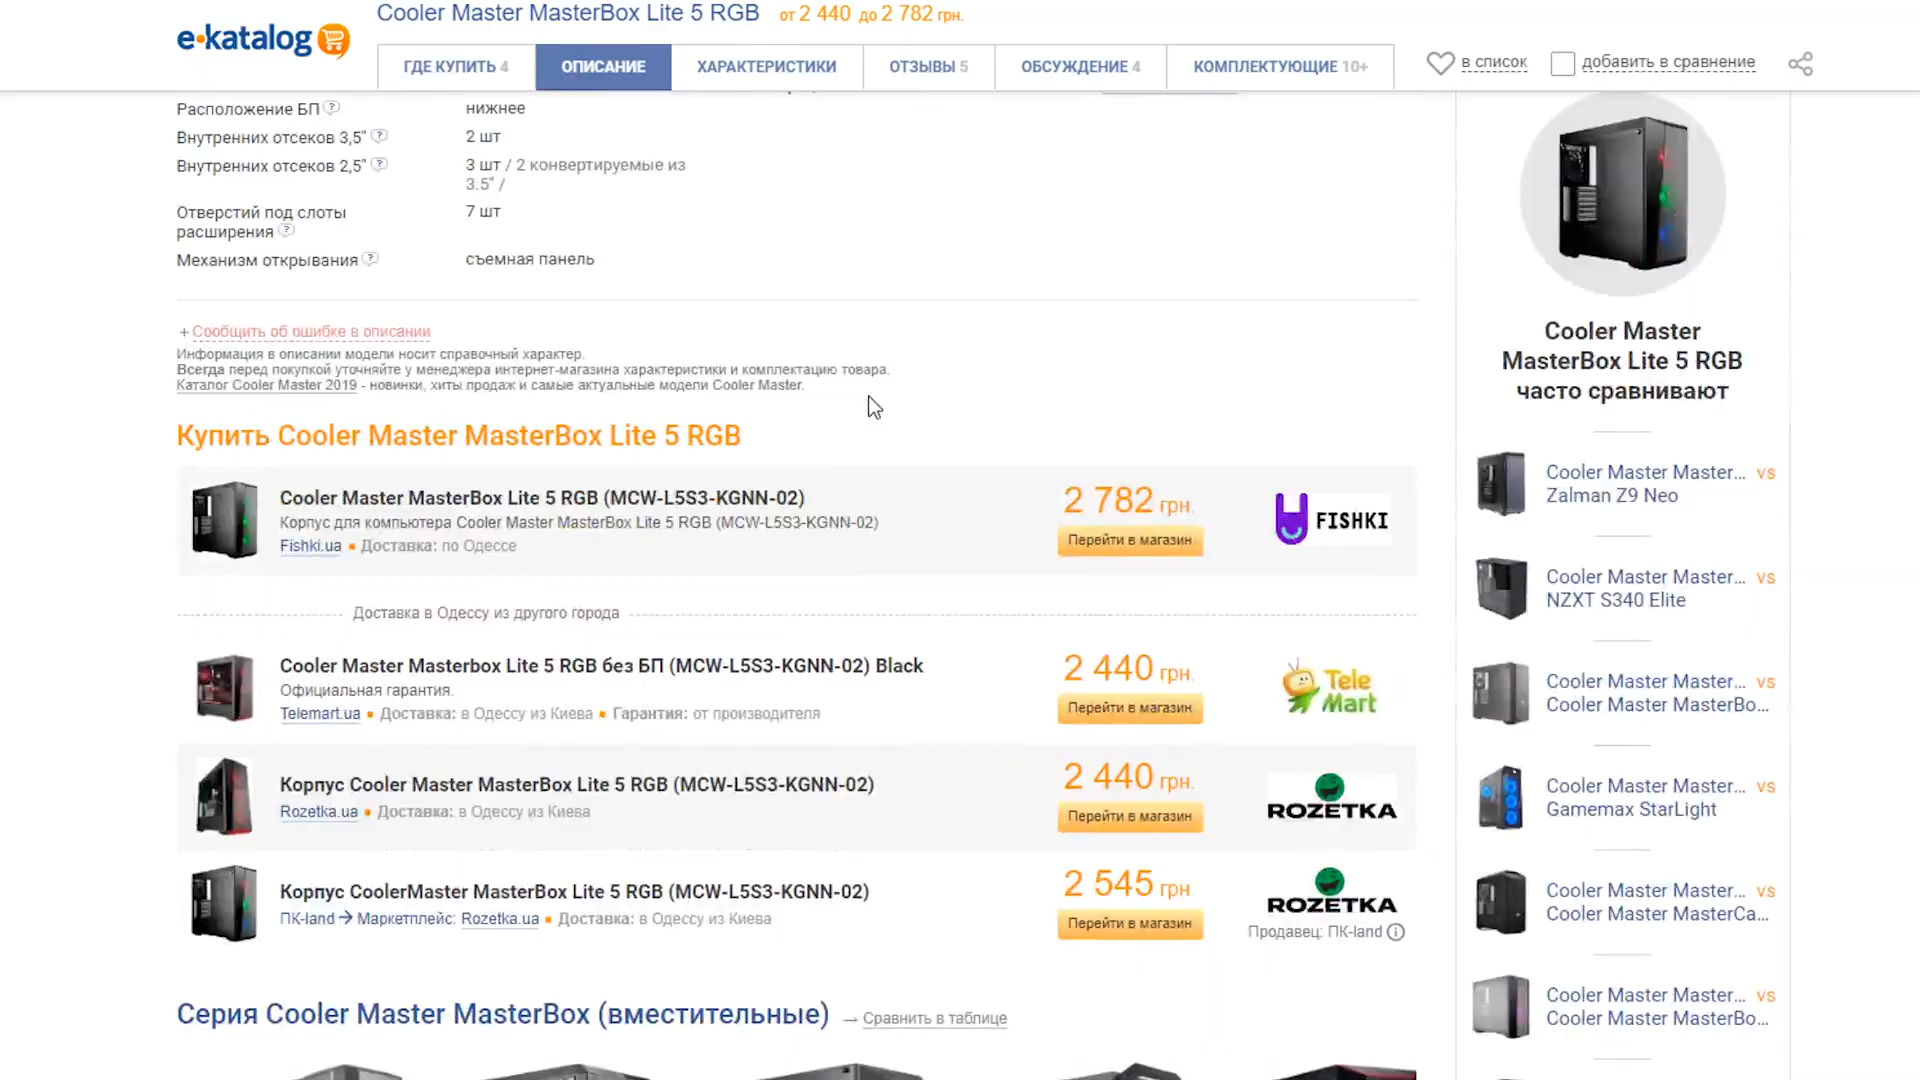 Cooler Master MasterBox Lite 5 RGB от 2 440 до 2 782 грн.
e-katalog
ГДЕ КУПИТЬ 4
ОПИСАНИЕ
ХАРАКТЕРИСТИКИ
ОТЗЫВЫ 5
ОБСУЖДЕНИЕ 4
КОМПЛЕКТУЮЩИЕ 10+
в список
добавить в сравнение
Расположение БП ? нижнее
Внутренних отсеков 3,5" ? 2 шт
Внутренних отсеков 2,5" ? 3 шт / 2 конвертируемые из
3.5" /
Отверстий под слоты 7 шт
расширения ?
Механизм открывания ? съемная панель
+ Сообщить об ошибке в описании
Информация в описании модели носит справочный характер.
Всегда перед покупкой уточняйте у менеджера интернет-магазина характеристики и комплектацию товара.
Каталог Cooler Master 2019 - новинки, хиты продаж и самые актуальные модели Cooler Master.
Купить Cooler Master MasterBox Lite 5 RGB
Cooler Master MasterBox Lite 5 RGB (MCW-L5S3-KGNN-02)
Корпус для компьютера Cooler Master MasterBox Lite 5 RGB (MCW-L5S3-KGNN-02)
Fishki.ua • Доставка: по Одессе
2 782 грн.
Перейти в магазин
FISHKI
Доставка в Одессу из другого города
Cooler Master Masterbox Lite 5 RGB без БП (MCW-L5S3-KGNN-02) Black
Официальная гарантия.
Telemart.ua • Доставка: в Одессу из Киева • Гарантия: от производителя
2 440 грн.
Перейти в магазин
Tele
Mart
Корпус Cooler Master MasterBox Lite 5 RGB (MCW-L5S3-KGNN-02)
Rozetka.ua • Доставка: в Одессу из Киева
2 440 грн.
Перейти в магазин
ROZETKA
Корпус CoolerMaster MasterBox Lite 5 RGB (MCW-L5S3-KGNN-02)
ПК-land → Маркетплейс: Rozetka.ua • Доставка: в Одессу из Киева
2 545 грн.
Перейти в магазин
ROZETKA
Продавец: ПК-land
Серия Cooler Master MasterBox (вместительные) → Сравнить в таблице
Cooler Master
MasterBox Lite 5 RGB
часто сравнивают
Cooler Master Master... vs
Zalman Z9 Neo
Cooler Master Master... vs
NZXT S340 Elite
Cooler Master Master... vs
Cooler Master MasterBo...
Cooler Master Master... vs
Gamemax StarLight
Cooler Master Master... vs
Cooler Master MasterCa...
Cooler Master Master... vs
Cooler Master MasterBo...